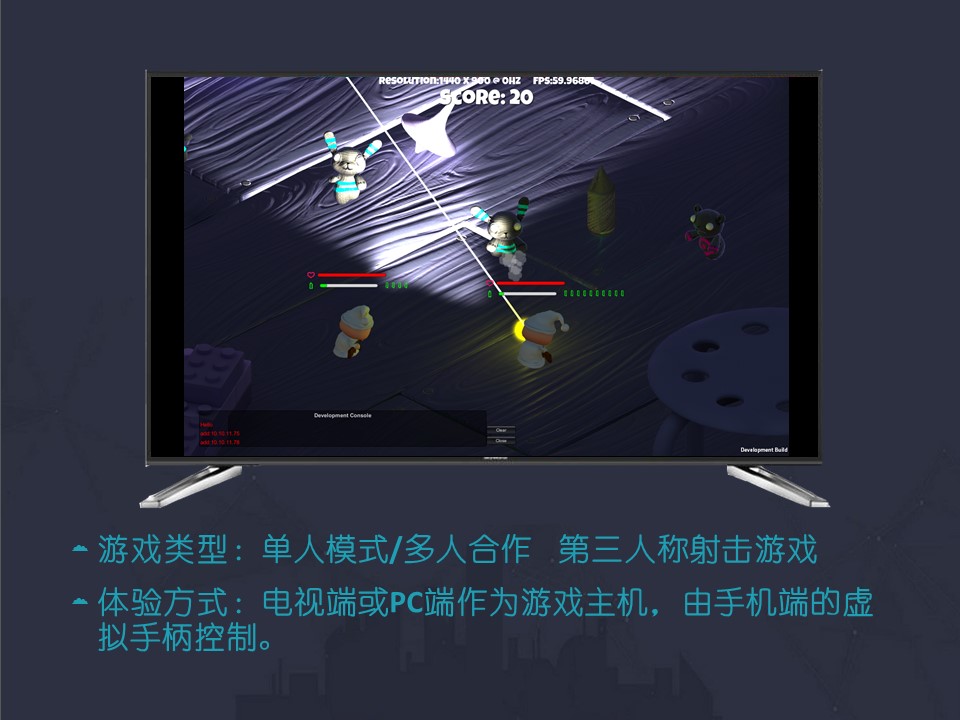 Resolution:1440 x 900 @ 0Hz FPS:59.9680
Score: 20
Development Console
Hello
add 10.10.11.75
add 10.10.11.79
Clear
Close
Development Build
游戏类型：单人模式/多人合作 第三人称射击游戏
体验方式：电视端或PC端作为游戏主机，由手机端的虚
拟手柄控制。